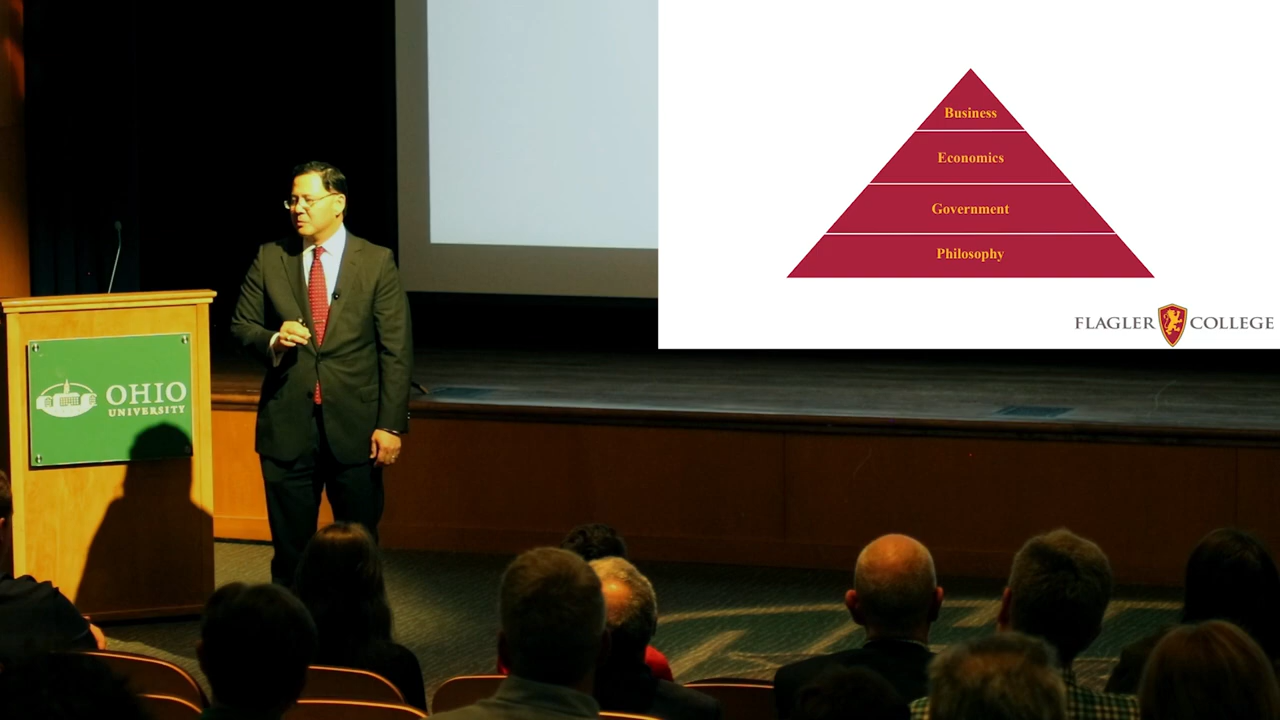 Business
Economics
Government
Philosophy
FLAGLER COLLEGE
OHIO
UNIVERSITY